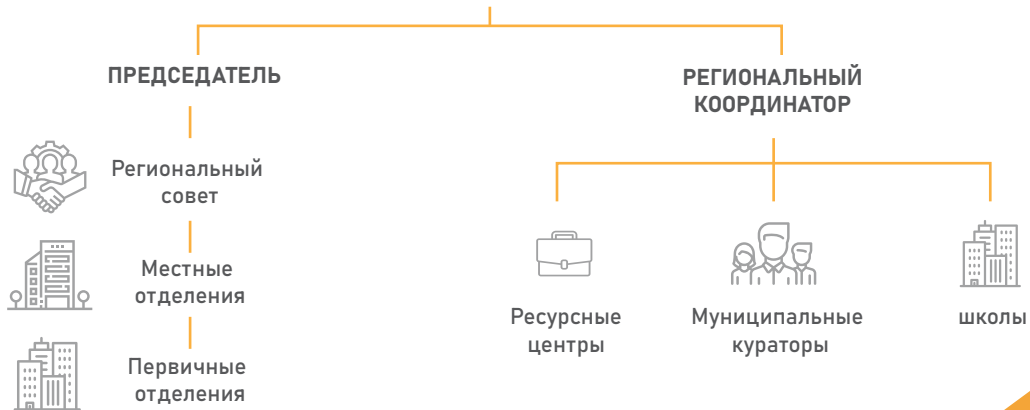 ПРЕДСЕДАТЕЛЬ
Региональный
совет
Местные
отделения
Первичные
отделения
РЕГИОНАЛЬНЫЙ
КООРДИНАТОР
Ресурсные
центры
Муниципальные
кураторы
школы